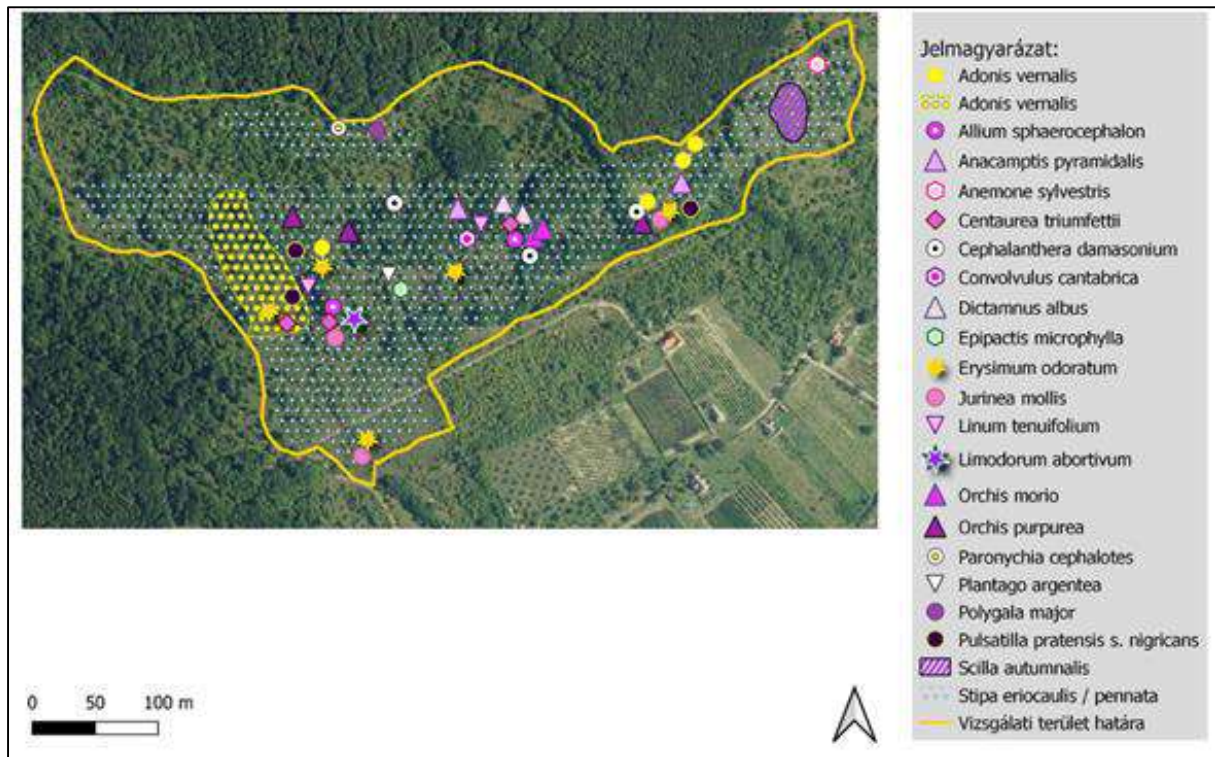 Jelmagyarázat:
Adonis vernalis
Adonis vernalis
Allium sphaerocephalon
Anacamptis pyramidalis
Anemone sylvestris
Centaurea triumfettii
Cephalanthera damasonium
Convolvulus cantabrica
Dictamnus albus
Epipactis microphylla
Erysimum odoratum
Jurinea mollis
Linum tenuifolium
Limodorum abortivum
Orchis morio
Orchis purpurea
Paronychia cephalotes
Plantago argentea
Polygala major
Pulsatilla pratensis s. nigricans
Scilla autumnalis
Stipa eriocaulis / pennata
Vizsgálati terület határa
0 50 100 m